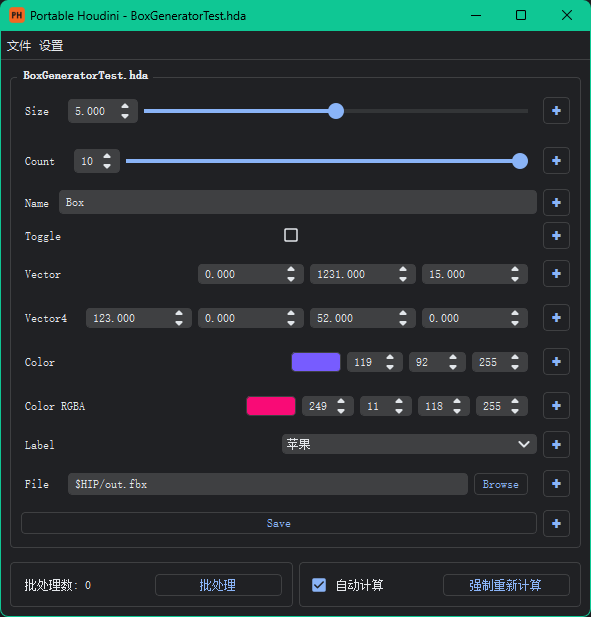 PH Portable Houdini - BoxGeneratorTest.hda
文件 设置
BoxGeneratorTest.hda
Size 5.000 +
Count 10 +
Name Box +
Toggle +
Vector 0.000 1231.000 15.000 +
Vector4 123.000 0.000 52.000 0.000 +
Color 119 92 255 +
Color RGBA 249 11 118 255 +
Label 苹果 +
File $HIP/out.fbx Browse +
Save +
批处理数: 0 批处理 自动计算 强制重新计算